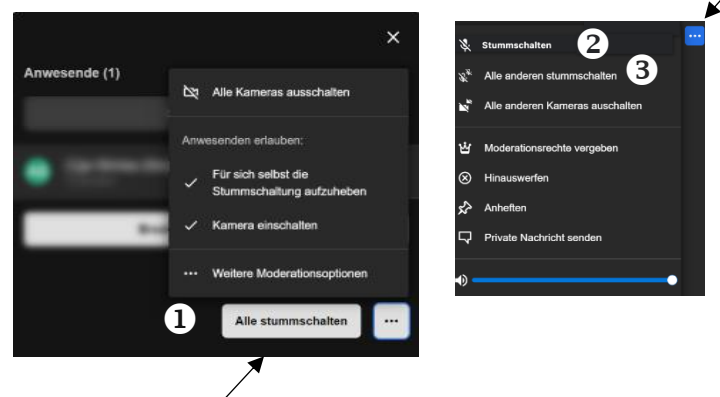 Anwesende (1)
Alle Kameras ausschalten
Anwesenden erlauben:
Für sich selbst die
Stummschaltung aufzuheben
Kamera einschalten
Weitere Moderationsoptionen
1
Alle stummschalten
Stummschalten 2
Alle anderen stummschalten 3
Alle anderen Kameras auschalten
Moderationsrechte vergeben
Hinauswerfen
Anheften
Private Nachricht senden